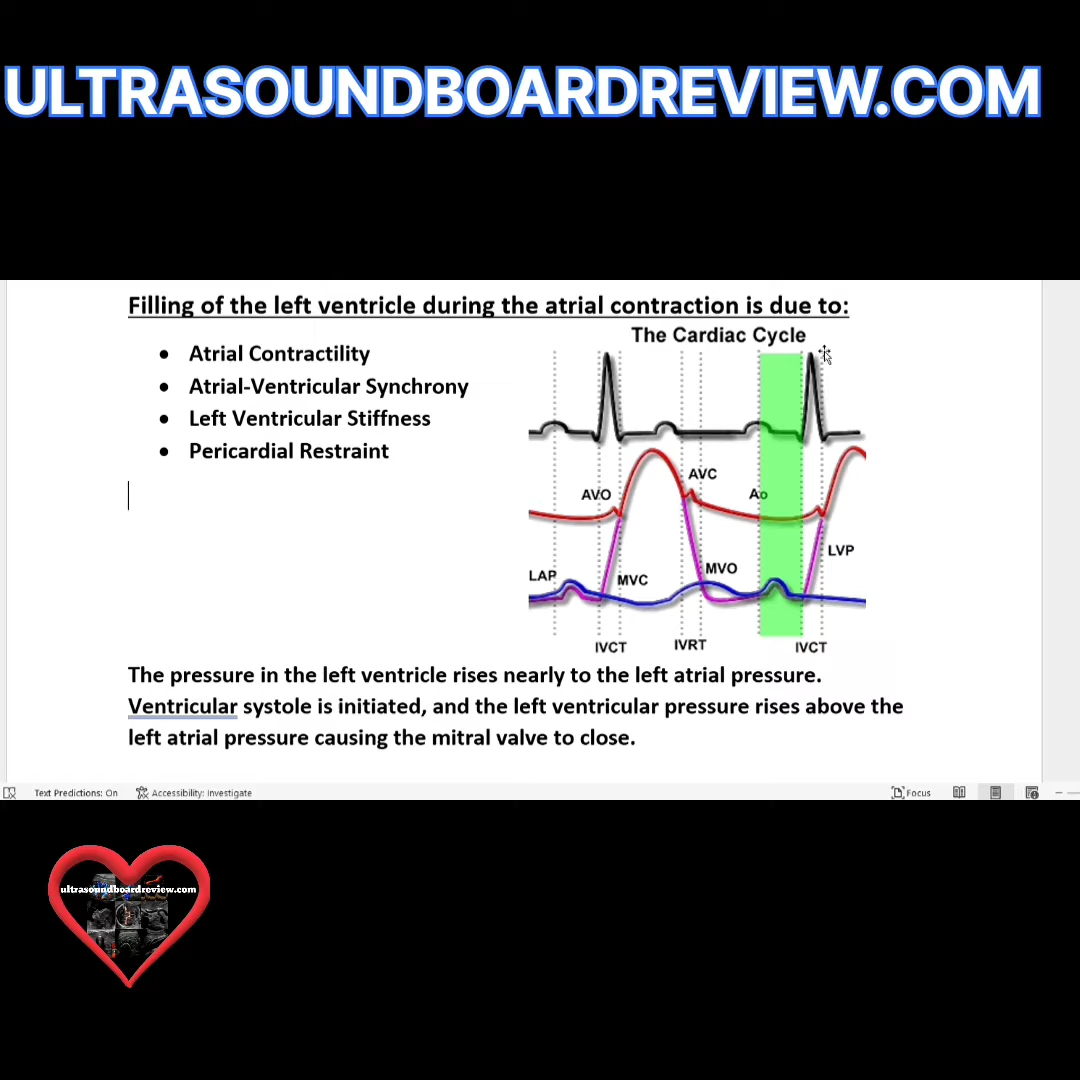 ULTRASOUNDBOARDREVIEW.COM
Filling of the left ventricle during the atrial contraction is due to:
• Atrial Contractility
• Atrial-Ventricular Synchrony
• Left Ventricular Stiffness
• Pericardial Restraint
The Cardiac Cycle
AVC
AVO
Ao
LVP
MVO
LAP
MVC
IVCT
IVRT
IVCT
The pressure in the left ventricle rises nearly to the left atrial pressure.
Ventricular systole is initiated, and the left ventricular pressure rises above the
left atrial pressure causing the mitral valve to close.
Text Predictions: On
Accessibility: Investigate
Focus
ultrasoundboardreview.com